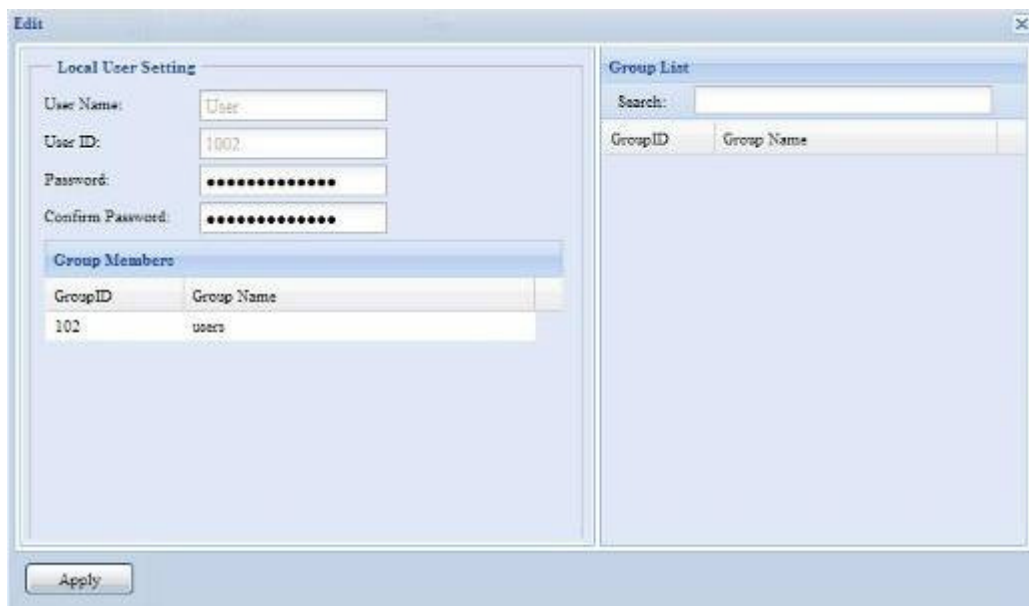 Edit
Local User Setting
User Name:
User
User ID:
1002
Password:
●●●●●●●●●●●●●
Confirm Password:
●●●●●●●●●●●●●
Group Members
GroupID Group Name
102 users
Group List
Search:
GroupID Group Name
Apply